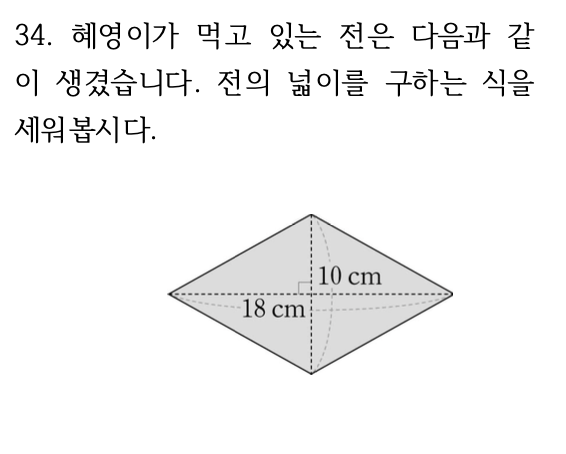 34. 혜영이가 먹고 있는 전은 다음과 같
이 생겼습니다. 전의 넓이를 구하는 식을
세워봅시다.
10 cm
18 cm